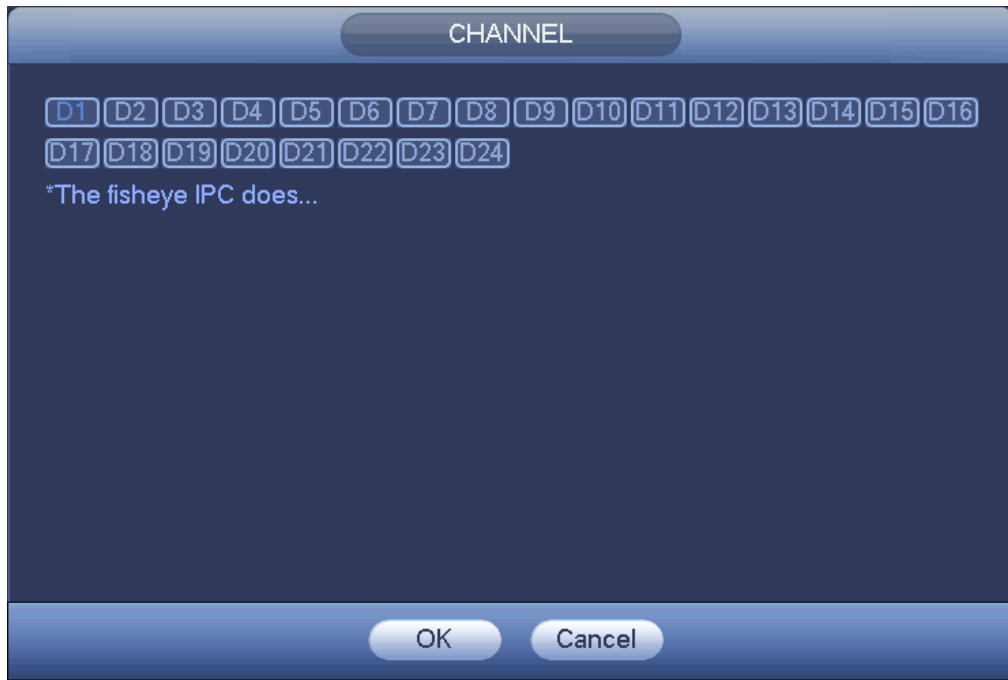 CHANNEL
D1 D2 D3 D4 D5 D6 D7 D8 D9 D10 D11 D12 D13 D14 D15 D16
D17 D18 D19 D20 D21 D22 D23 D24
*The fisheye IPC does...
OK Cancel